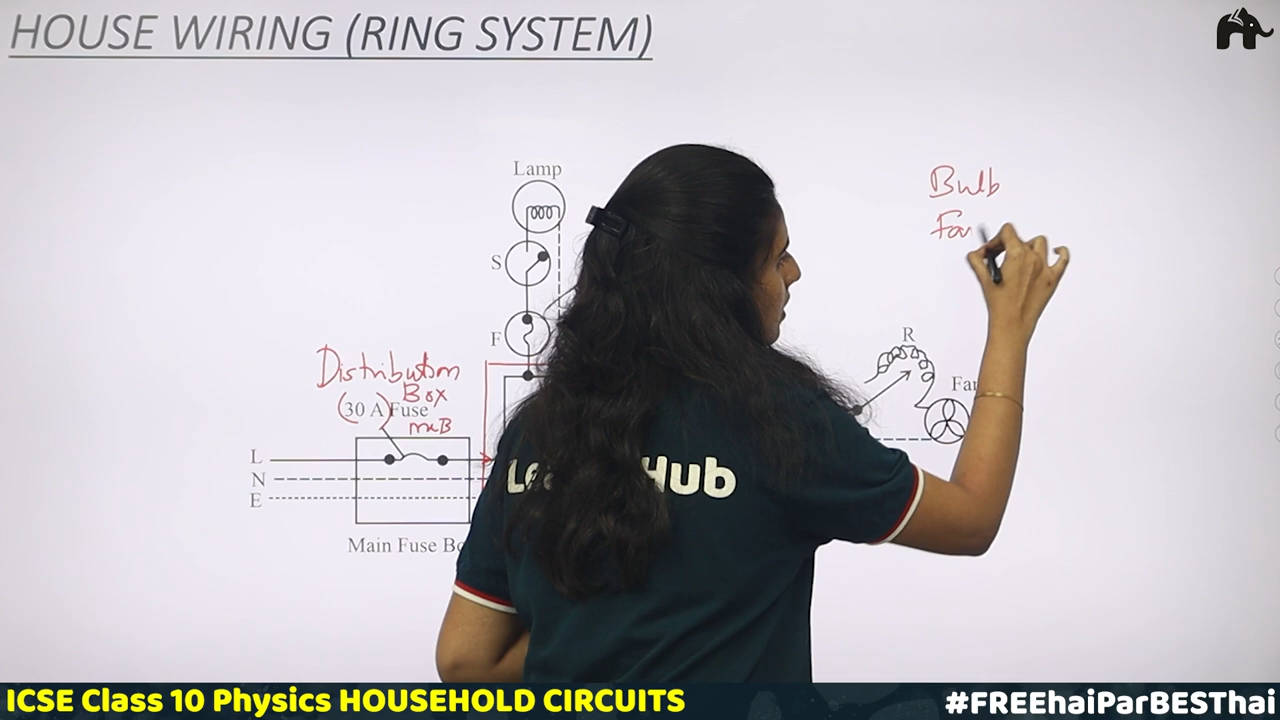 HOUSE WIRING (RING SYSTEM)
Lamp
S
F
Bulb
Fan
R
Distribution
Box
(30 A) Fuse
MCB
L
N
E
Main Fuse
Hub
ICSE Class 10 Physics HOUSEHOLD CIRCUITS
#FREEhaiParBESThai